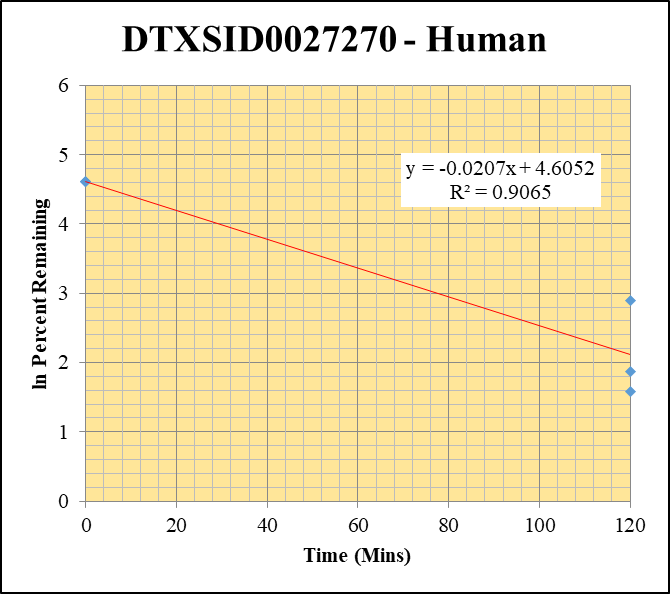 DTXSID0027270 - Human
6
5
4
3
2
1
0
ln Percent Remaining
y = -0.0207x + 4.6052
R² = 0.9065
0 20 40 60 80 100 120
Time (Mins)